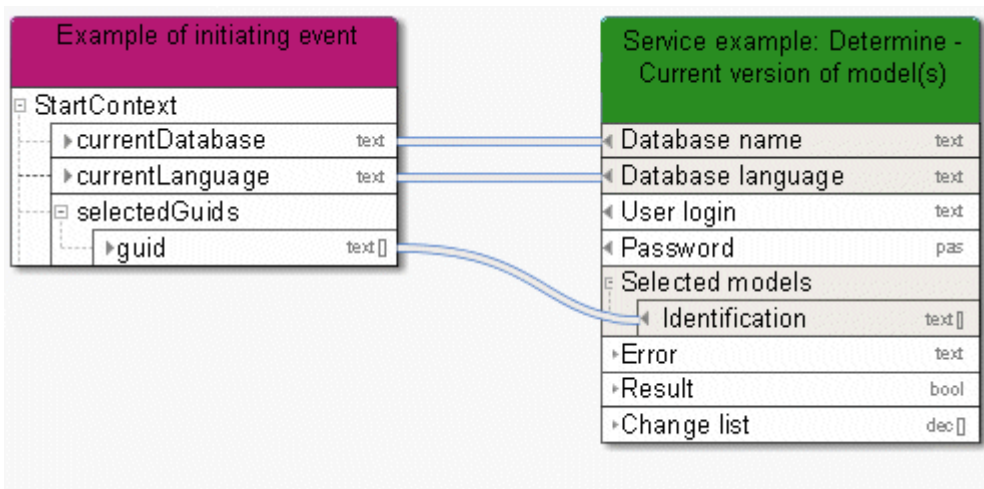 Example of initiating event
StartContext
currentDatabase text
currentLanguage text
selectedGuids
guid text[]
Service example: Determine -
Current version of model(s)
Database name text
Database language text
User login text
Password pas
Selected models
Identification text[]
Error text
Result bool
Change list dec[]